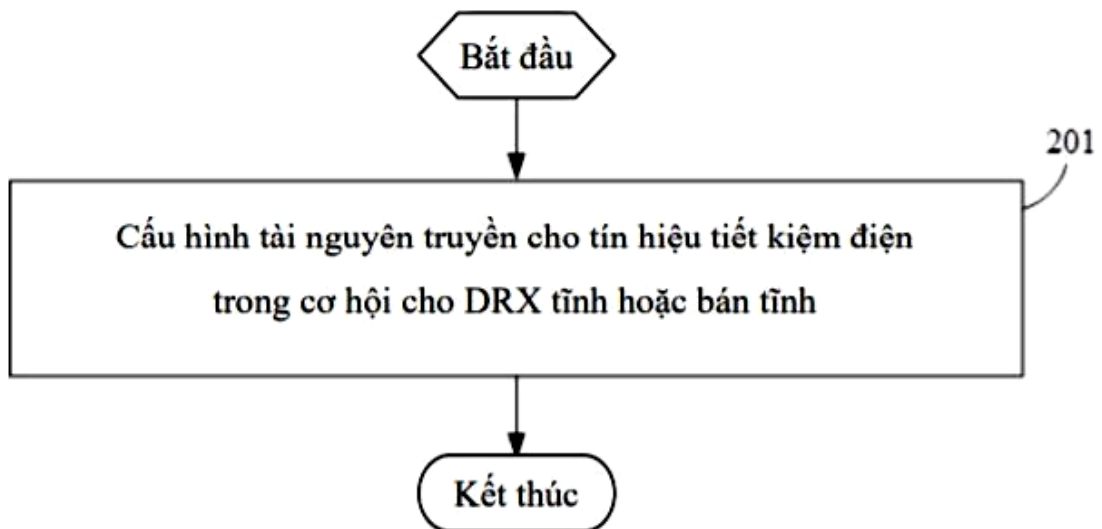 Bắt đầu
201
Cấu hình tài nguyên truyền cho tín hiệu tiết kiệm điện
trong cơ hội cho DRX tĩnh hoặc bán tĩnh
Kết thúc